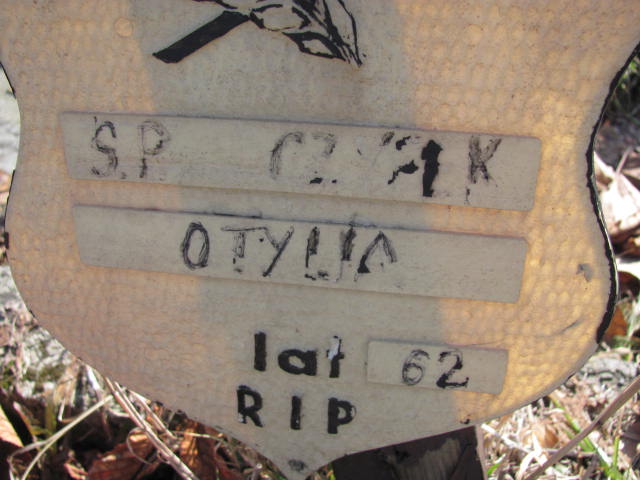 S.P.
OTYLIA
lat 62
RIP